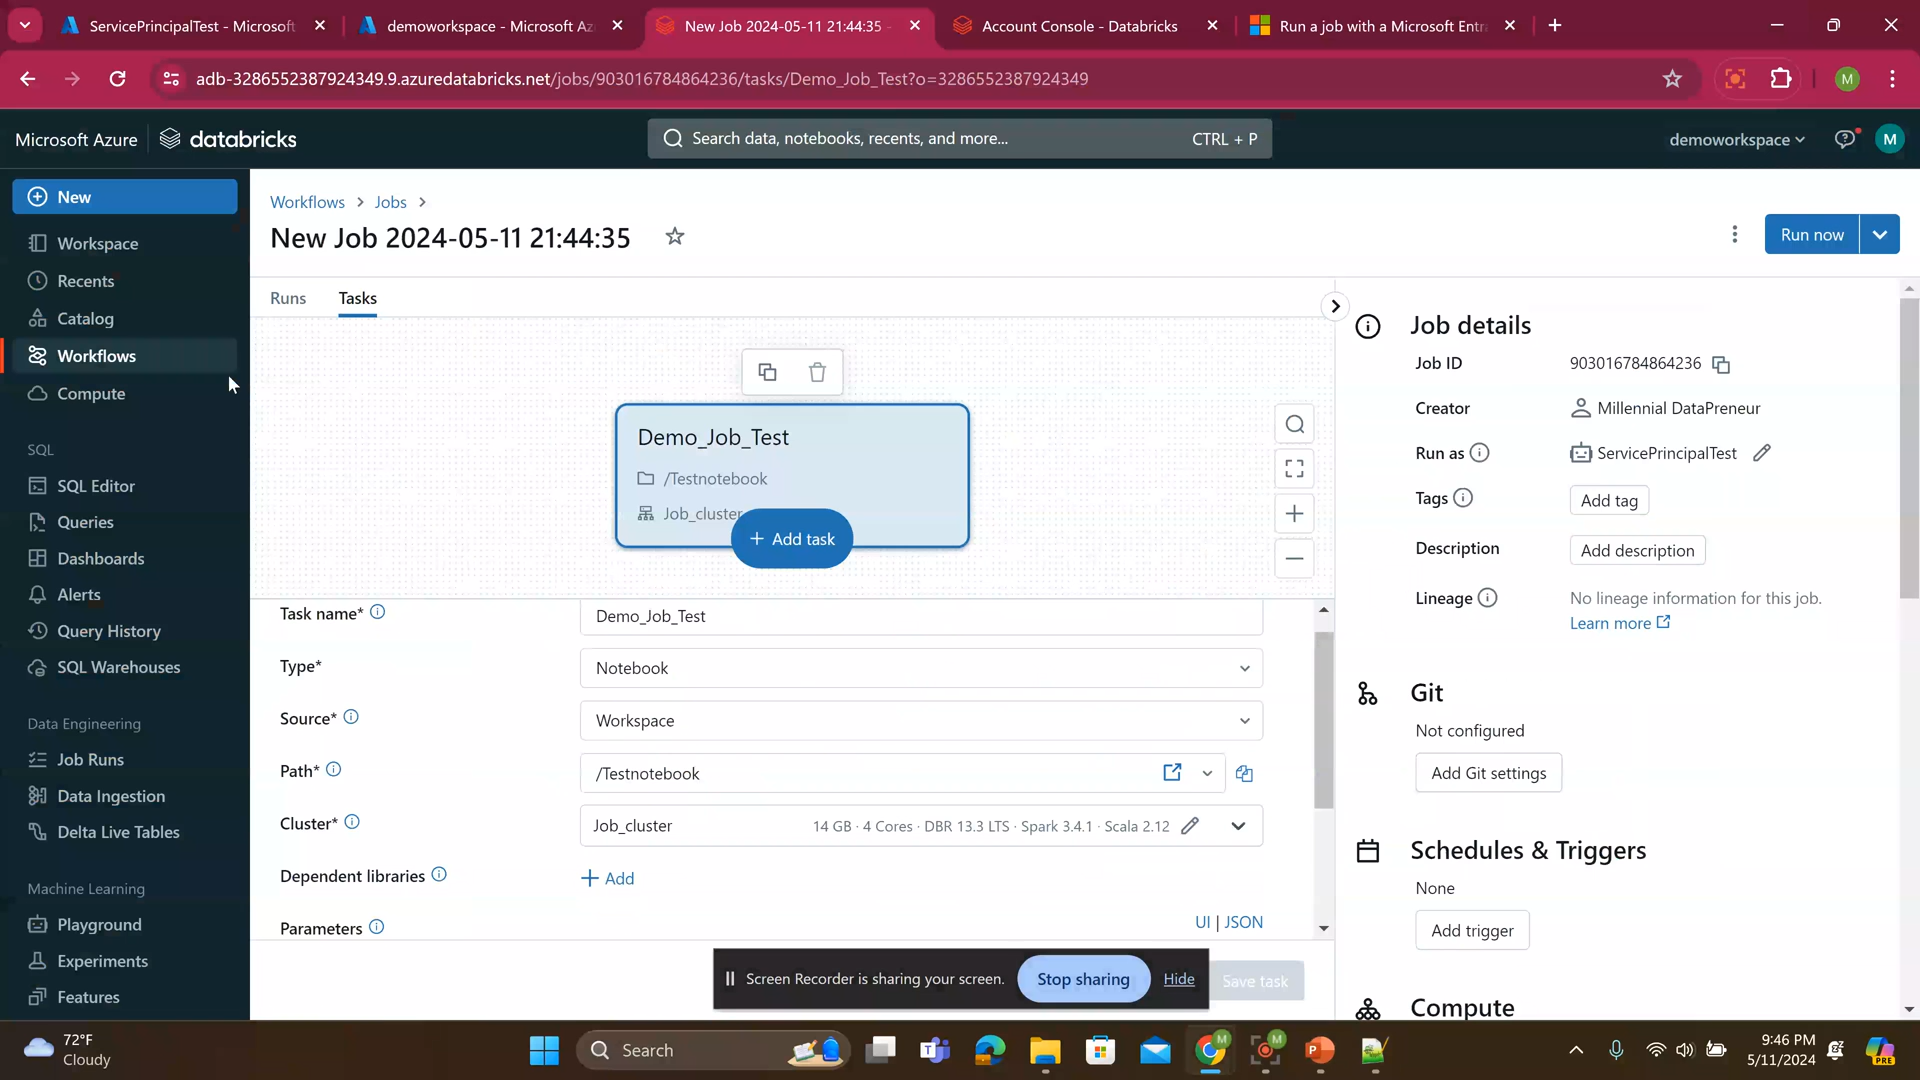 ServicePrincipalTest - Microsoft
demoworkspace - Microsoft Az
New Job 2024-05-11 21:44:35 -
Account Console - Databricks
Run a job with a Microsoft Entra
adb-3286552387924349.9.azuredatabricks.net/jobs/903016784864236/tasks/Demo_Job_Test?o=3286552387924349
M
Microsoft Azure
databricks
Search data, notebooks, recents, and more...
CTRL + P
demoworkspace
M
New
Workspace
Recents
Catalog
Workflows
Compute
SQL
SQL Editor
Queries
Dashboards
Alerts
Query History
SQL Warehouses
Data Engineering
Job Runs
Data Ingestion
Delta Live Tables
Machine Learning
Playground
Experiments
Features
Workflows > Jobs >
New Job 2024-05-11 21:44:35
Run now
Runs
Tasks
Demo_Job_Test
/Testnotebook
Job_cluster
+ Add task
Task name*
Demo_Job_Test
Type*
Notebook
Source*
Workspace
Path*
/Testnotebook
Cluster*
Job_cluster
14 GB · 4 Cores · DBR 13.3 LTS · Spark 3.4.1 · Scala 2.12
Dependent libraries
+ Add
Parameters
UI | JSON
Save task
Job details
Job ID
903016784864236
Creator
Millennial DataPreneur
Run as
ServicePrincipalTest
Tags
Add tag
Description
Add description
Lineage
No lineage information for this job.
Learn more
Git
Not configured
Add Git settings
Schedules & Triggers
None
Add trigger
Compute
Screen Recorder is sharing your screen.
Stop sharing
Hide
72°F
Cloudy
Search
M
M
9:46 PM
5/11/2024
PRE